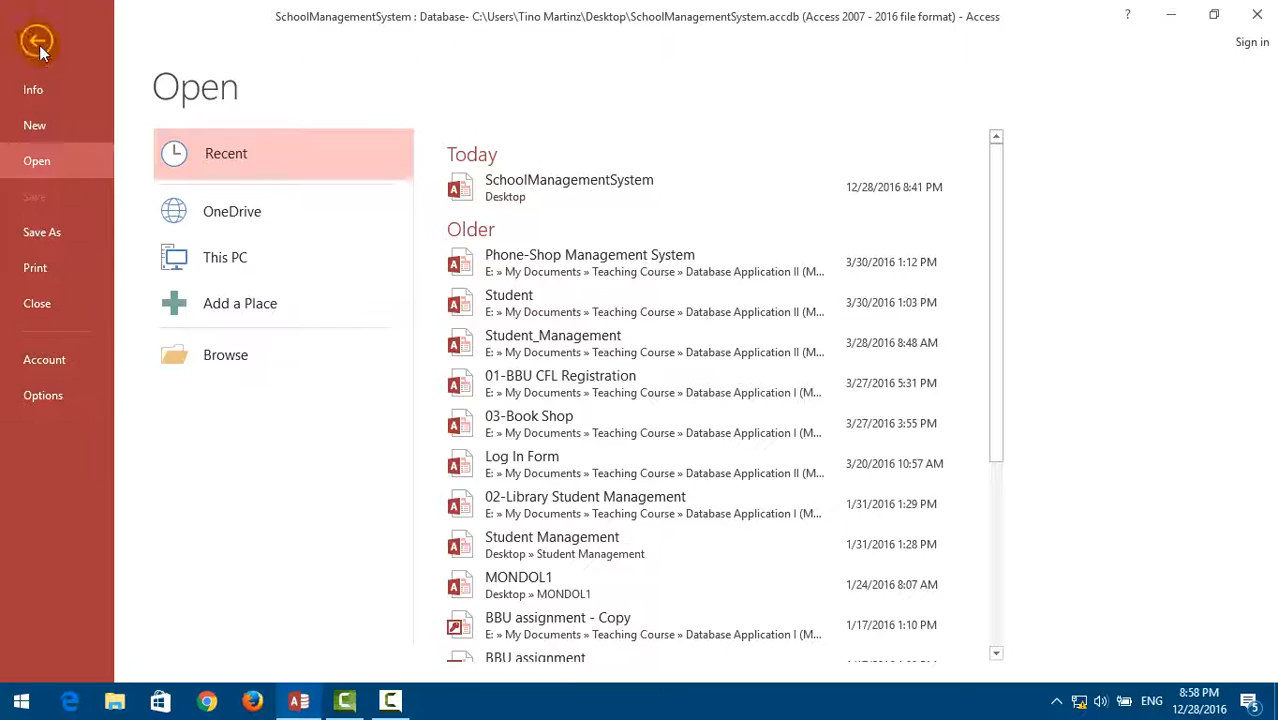 SchoolManagementSystem : Database- C:\Users\Tino Martinz\Desktop\SchoolManagementSystem.accdb (Access 2007 - 2016 file format) - Access
?
Sign in
Info
New
Open
Save
Save As
Print
Close
Account
Options
Open
Recent
OneDrive
This PC
Add a Place
Browse
Today
SchoolManagementSystem
Desktop
12/28/2016 8:41 PM
Older
Phone-Shop Management System
E: » My Documents » Teaching Course » Database Application II (M...
3/30/2016 1:12 PM
Student
E: » My Documents » Teaching Course » Database Application II (M...
3/30/2016 1:03 PM
Student_Management
E: » My Documents » Teaching Course » Database Application II (M...
3/28/2016 8:48 AM
01-BBU CFL Registration
E: » My Documents » Teaching Course » Database Application I (M...
3/27/2016 5:31 PM
03-Book Shop
E: » My Documents » Teaching Course » Database Application I (M...
3/27/2016 3:55 PM
Log In Form
E: » My Documents » Teaching Course » Database Application II (M...
3/20/2016 10:57 AM
02-Library Student Management
E: » My Documents » Teaching Course » Database Application I (M...
1/31/2016 1:29 PM
Student Management
Desktop » Student Management
1/31/2016 1:28 PM
MONDOL1
Desktop » MONDOL1
1/24/2016 8:07 AM
BBU assignment - Copy
E: » My Documents » Teaching Course » Database Application I (M...
1/17/2016 1:10 PM
BBU assignment
ENG
8:58 PM
12/28/2016
5